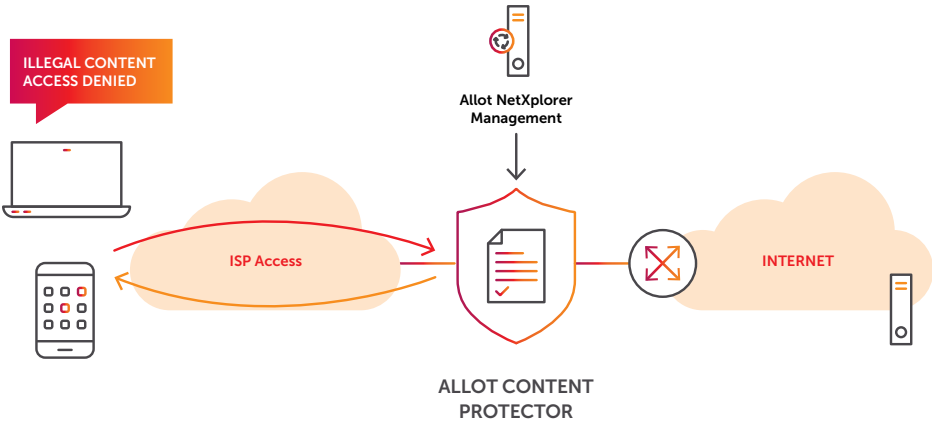 ILLEGAL CONTENT
ACCESS DENIED
Allot NetXplorer
Management
ISP Access
INTERNET
ALLOT CONTENT
PROTECTOR